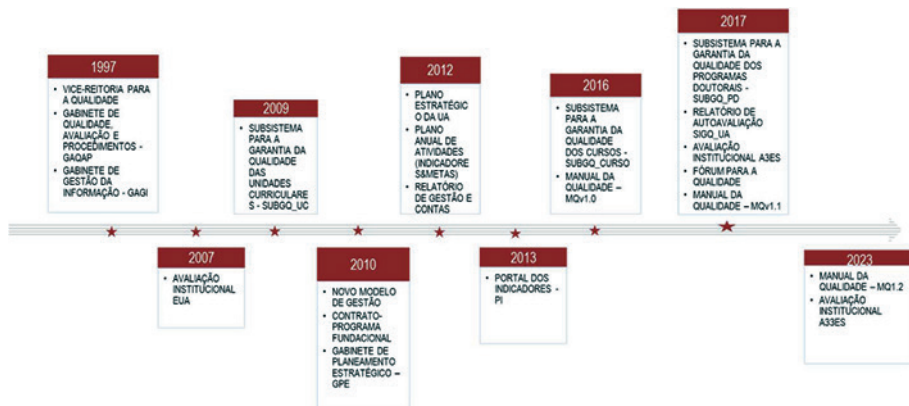 1997
• VICE-REITORIA PARA
A QUALIDADE
• GABINETE DE
QUALIDADE,
AVALIAÇÃO E
PROCEDIMENTOS -
GAQAP
• GABINETE DE
GESTÃO DA
INFORMAÇÃO - GAGI
2007
• AVALIAÇÃO
INSTITUCIONAL
EUA
2009
• SUBSISTEMA
PARA A
GARANTIA DA
QUALIDADE
DAS
UNIDADES
CURRICULARE
S - SUBGQ_UC
2010
• NOVO MODELO DE
GESTÃO
• CONTRATO-
PROGRAMA
FUNDACIONAL
• GABINETE DE
PLANEAMENTO
ESTRATÉGICO –
GPE
2012
• PLANO
ESTRATÉGIC
O DA UA
• PLANO
ANUAL DE
ATIVIDADES
(INDICADORE
S&METAS)
• RELATÓRIO
DE GESTÃO E
CONTAS
2013
• PORTAL DOS
INDICADORES -
PI
2016
• SUBSISTEMA
PARA A
GARANTIA DA
QUALIDADE
DOS CURSOS -
SUBGQ_CURSO
• MANUAL DA
QUALIDADE – MQv1.0
2017
• SUBSISTEMA PARA A
GARANTIA DA
QUALIDADE DOS
PROGRAMAS
DOUTORAIS -
SUBGQ_PD
• RELATÓRIO DE
AUTOAVALIAÇÃO
SIGQ_UA
• AVALIAÇÃO
INSTITUCIONAL A3ES
• FÓRUM PARA A
QUALIDADE
• MANUAL DA
QUALIDADE – MQv1.1
2023
• MANUAL DA
QUALIDADE – MQ1.2
• AVALIAÇÃO
INSTITUCIONAL
A33ES